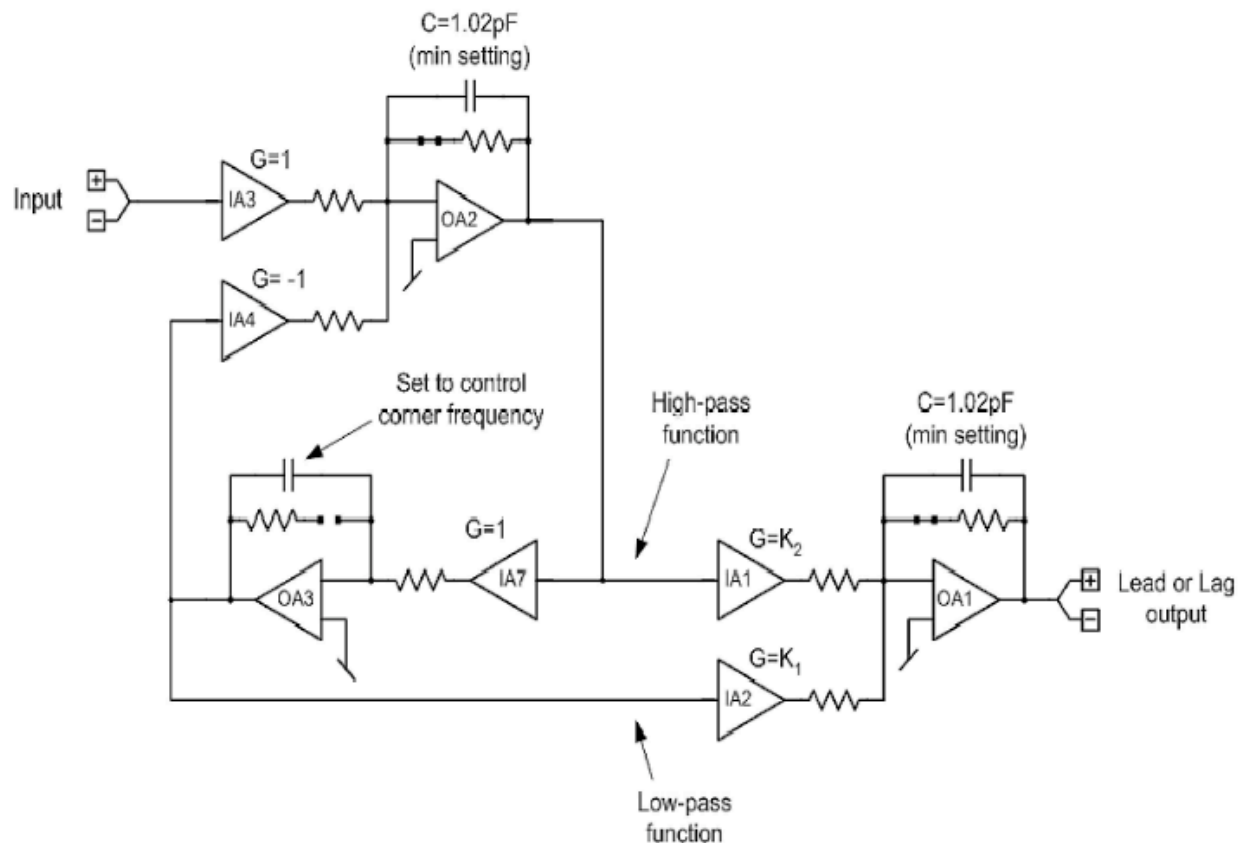 C=1.02pF
(min setting)
G=1
Input
+
−
IA3
OA2
G= -1
IA4
Set to control
corner frequency
High-pass
function
C=1.02pF
(min setting)
G=1
G=K₂
OA3
IA7
IA1
OA1
+
−
Lead or Lag
output
G=K₁
IA2
Low-pass
function